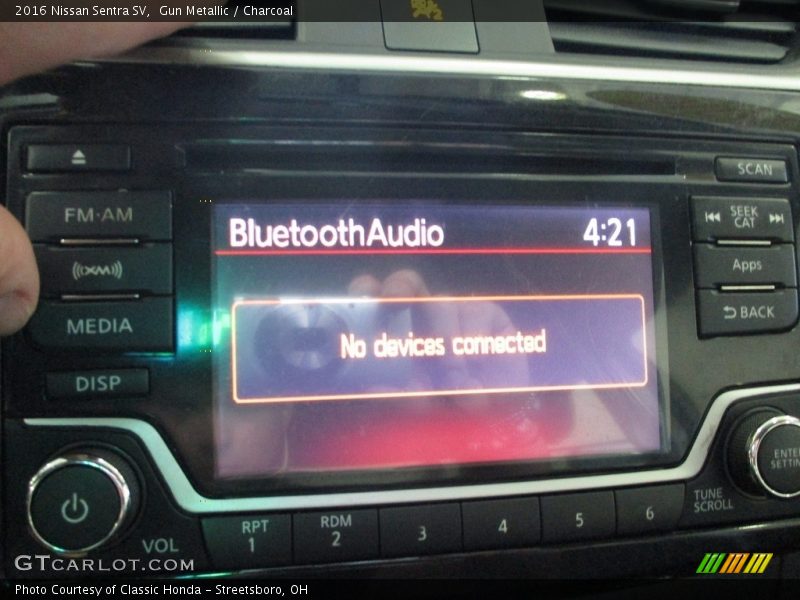 2016 Nissan Sentra SV,  Gun Metallic / Charcoal
SCAN
FM·AM
BluetoothAudio 4:21
SEEK
CAT
((XM))
Apps
MEDIA
No devices connected
BACK
DISP
ENTER
SETTIN
TUNE
SCROLL
VOL
RPT
1
RDM
2
3
4
5
6
GTCARLOT.COM
Photo Courtesy of Classic Honda – Streetsboro, OH